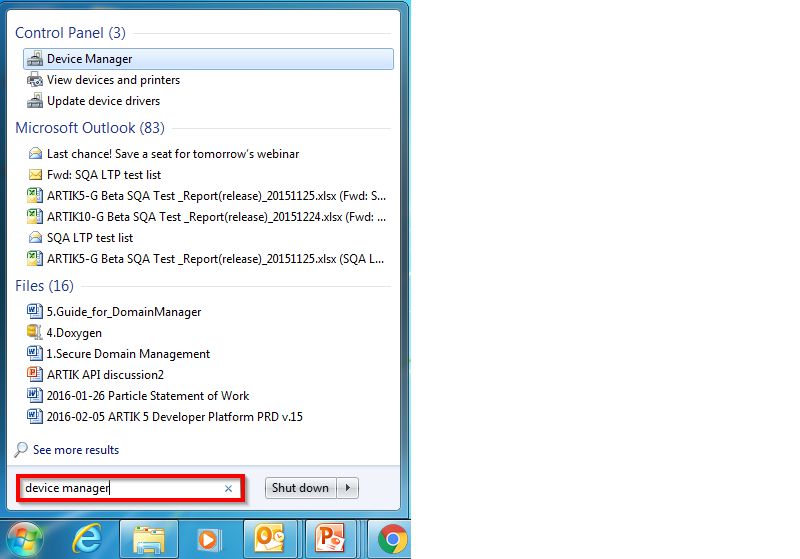 Control Panel (3)
Device Manager
View devices and printers
Update device drivers
Microsoft Outlook (83)
Last chance! Save a seat for tomorrow's webinar
Fwd: SQA LTP test list
ARTIK5-G Beta SQA Test _Report(release)_20151125.xlsx (Fwd: S...
ARTIK10-G Beta SQA Test _Report(release)_20151224.xlsx (Fwd: ...
SQA LTP test list
ARTIK5-G Beta SQA Test _Report(release)_20151125.xlsx (SQA L...
Files (16)
5.Guide_for_DomainManager
4.Doxygen
1.Secure Domain Management
ARTIK API discussion2
2016-01-26 Particle Statement of Work
2016-02-05 ARTIK 5 Developer Platform PRD v.15
See more results
device manager Shut down